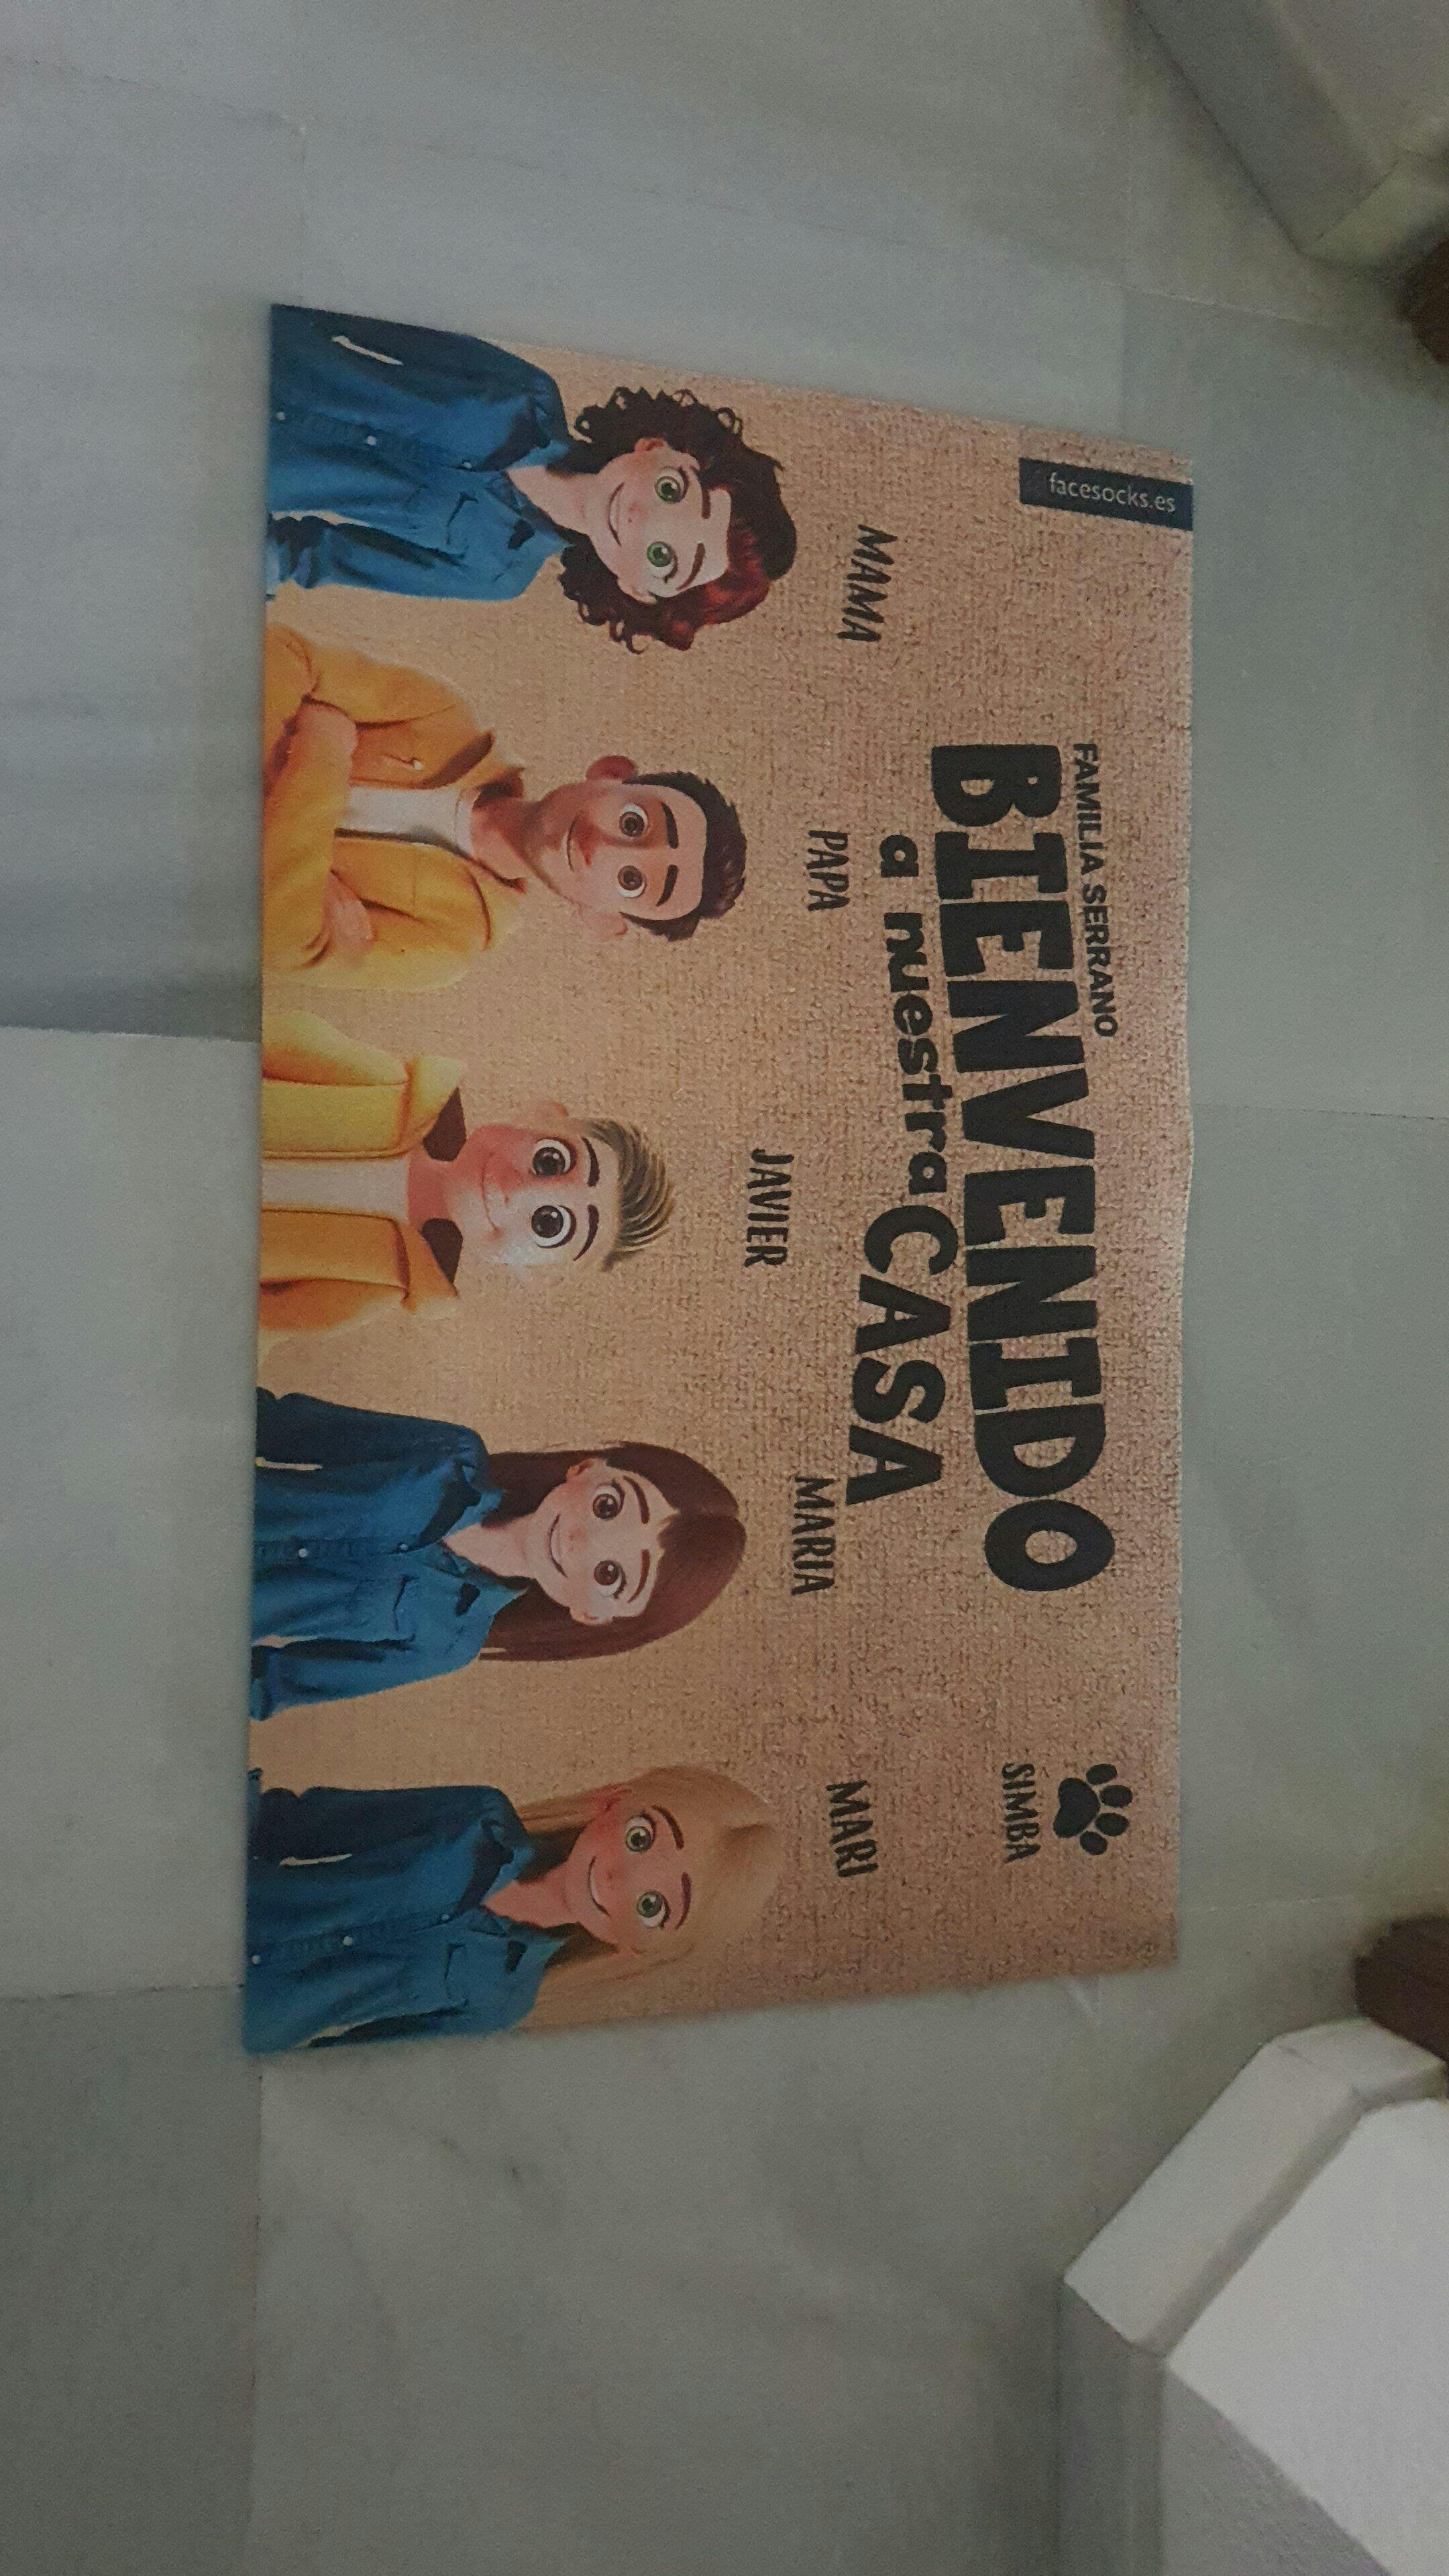 facesocks.es
FAMILIA SERRANO
BIENVENIDO
a nuestra CASA
SIMBA
MAMA
PAPA
JAVIER
MARIA
MARI